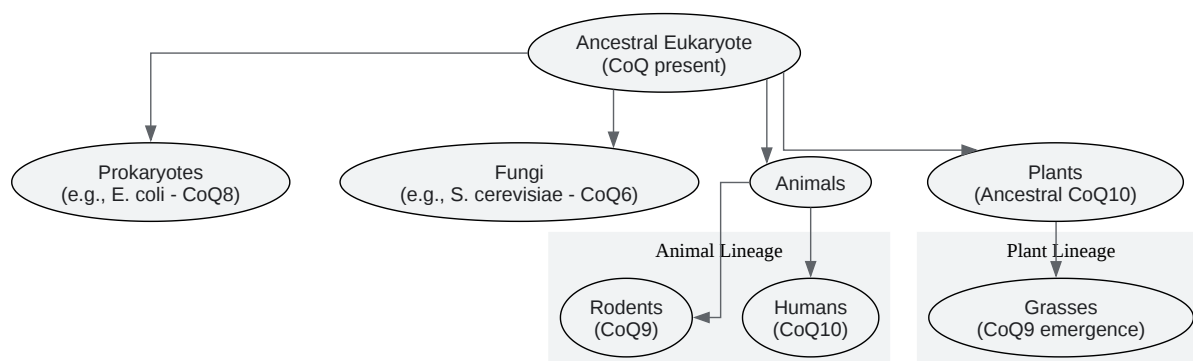 Ancestral Eukaryote
(CoQ present)
Prokaryotes
(e.g., E. coli - CoQ8)
Fungi
(e.g., S. cerevisiae - CoQ6)
Animals
Plants
(Ancestral CoQ10)
Animal Lineage
Plant Lineage
Rodents
(CoQ9)
Humans
(CoQ10)
Grasses
(CoQ9 emergence)